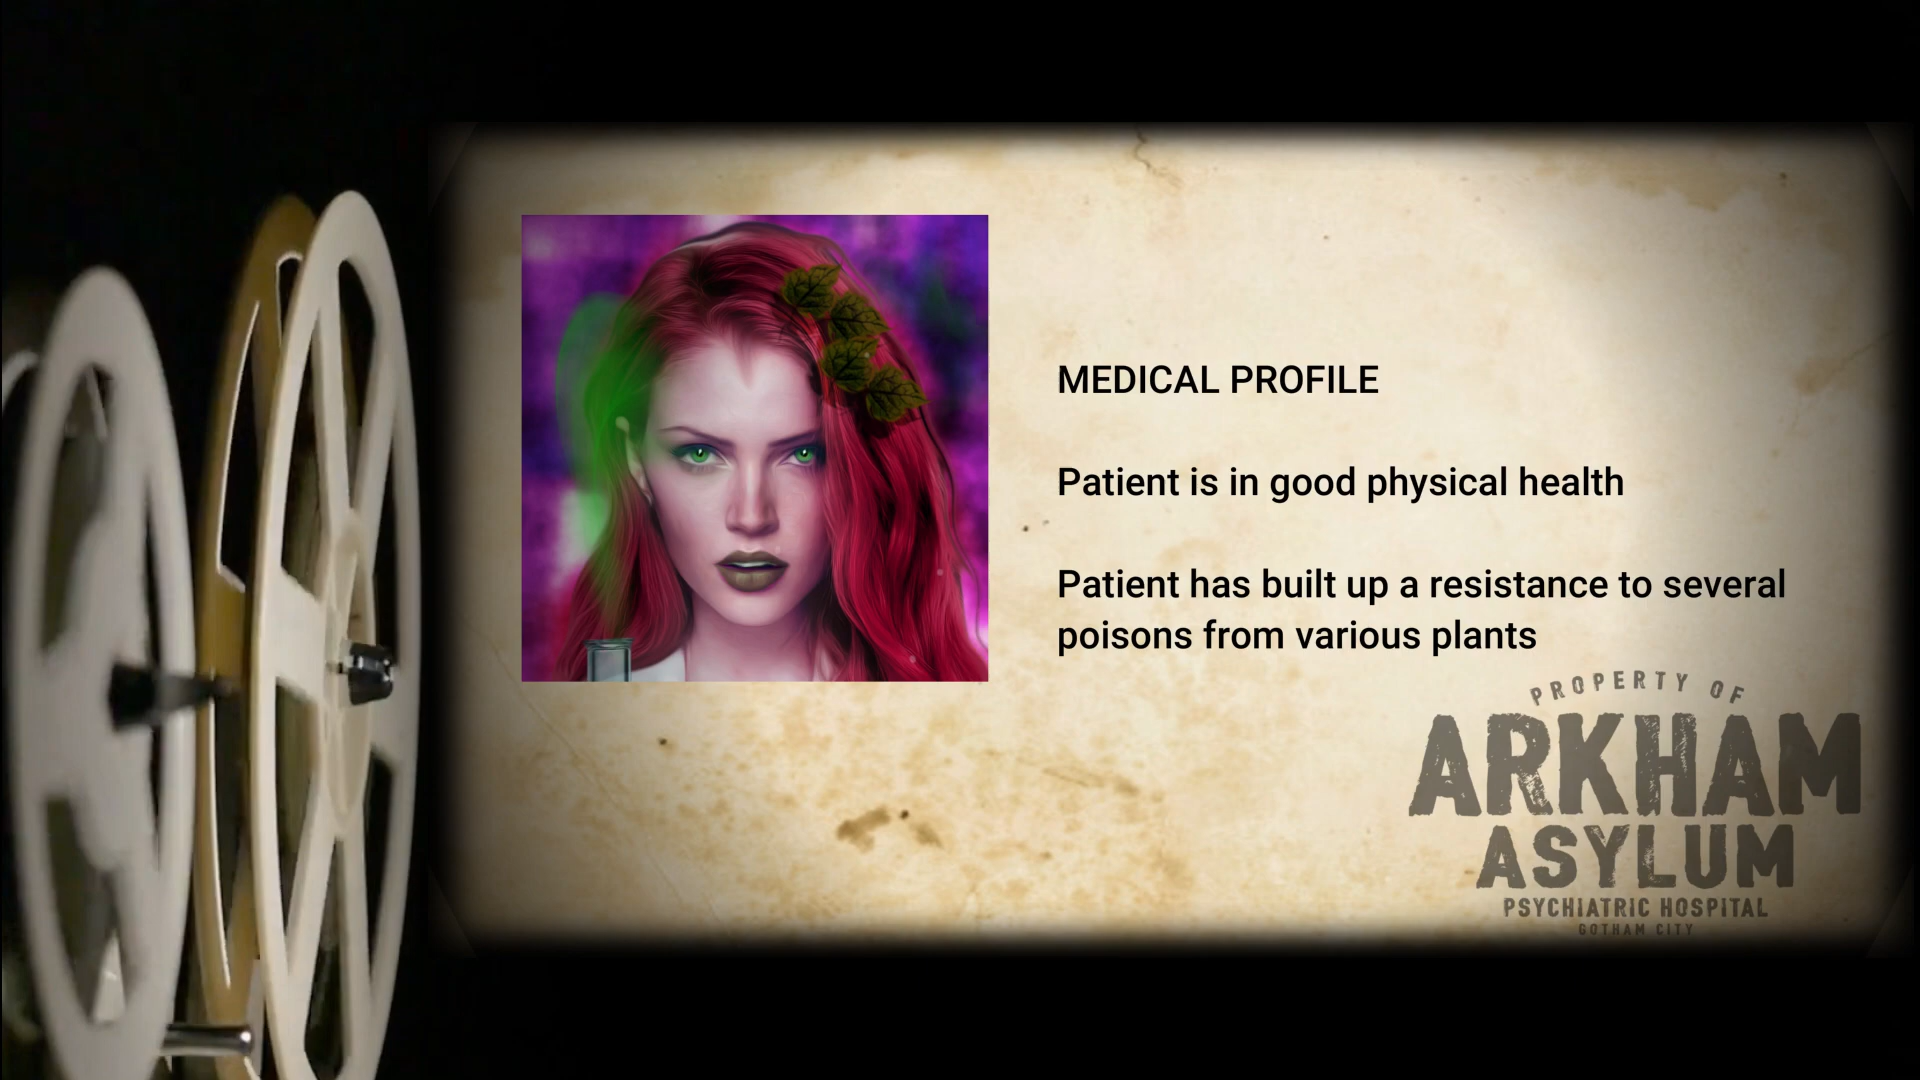 MEDICAL PROFILE
Patient is in good physical health
Patient has built up a resistance to several
poisons from various plants
PROPERTY OF
ARKHAM
ASYLUM
PSYCHIATRIC HOSPITAL
GOTHAM CITY